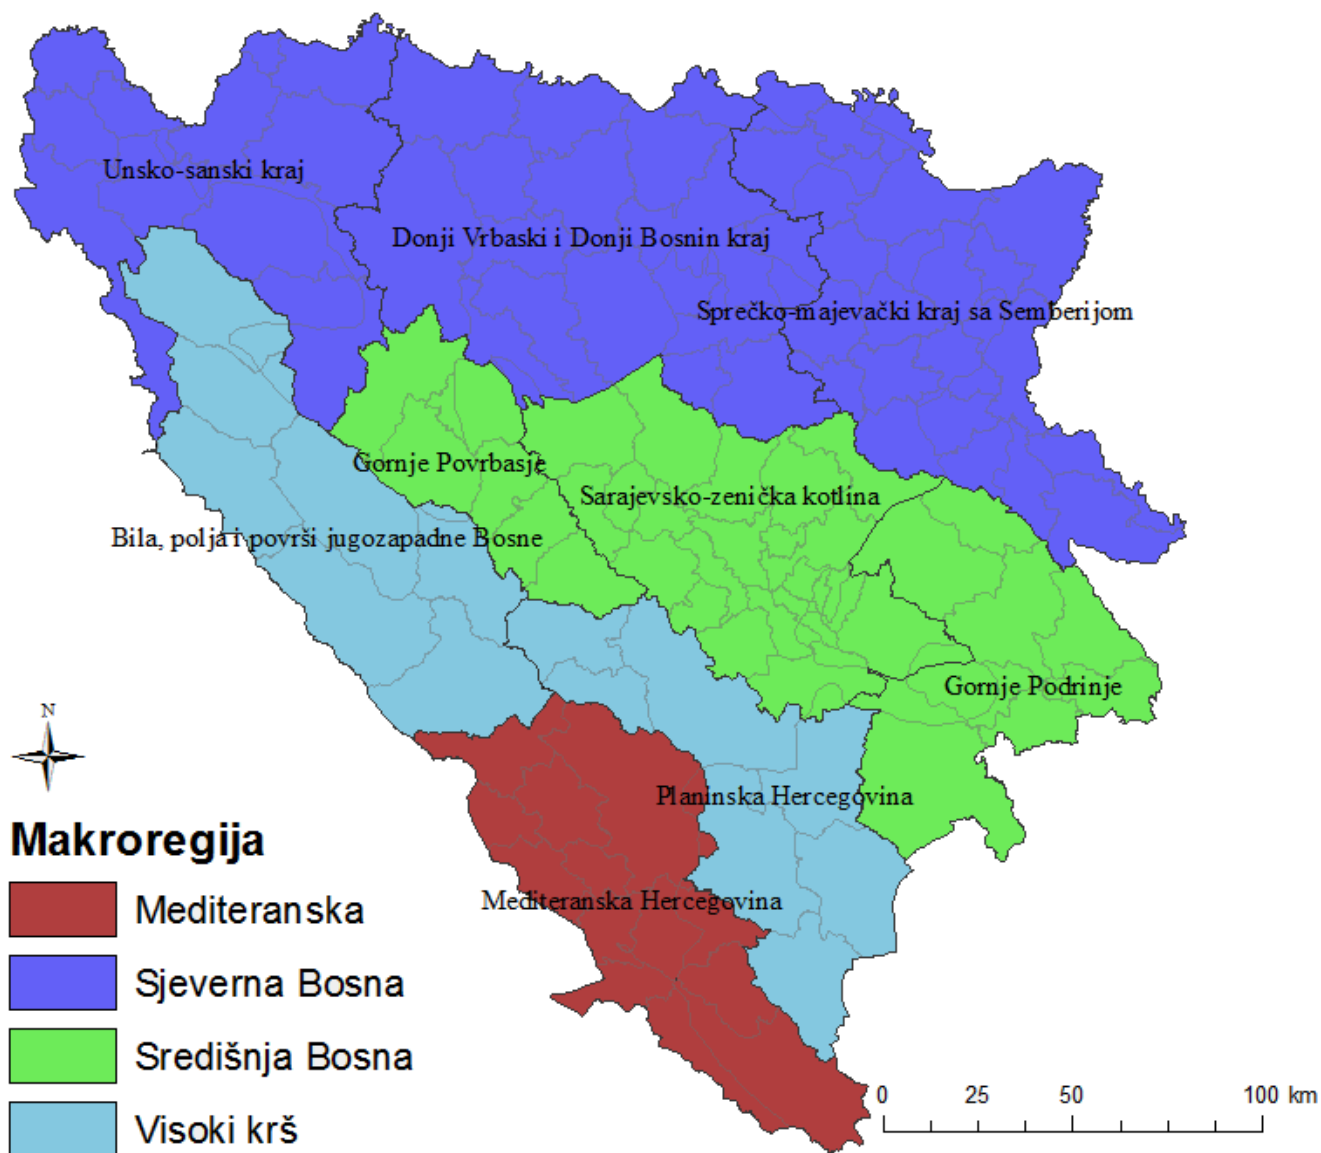 Unsko-sanski kraj
Donji Vrbaski i Donji Bosnin kraj
Sprečko-majevački kraj sa Semberijom
Gornje Povrbasje
Sarajevsko-zenička kotlina
Bila, polja i površi jugozapadne Bosne
Gornje Podrinje
Planinska Hercegovina
Mediteranska Hercegovina
N
Makroregija
Mediteranska
Sjeverna Bosna
Središnja Bosna
Visoki krš
0 25 50 100 km